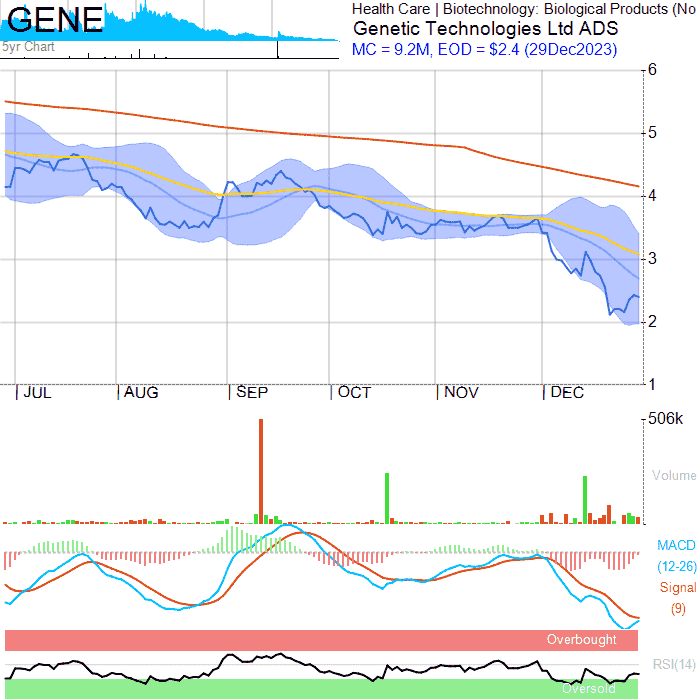 GENE
Health Care | Biotechnology: Biological Products (No
Genetic Technologies Ltd ADS
5yr Chart
MC = 9.2M, EOD = $2.4 (29Dec2023)
6
5
4
3
2
1
JUL AUG SEP OCT NOV DEC
506k
Volume
MACD
(12-26)
Signal
(9)
Overbought
RSI(14)
Oversold